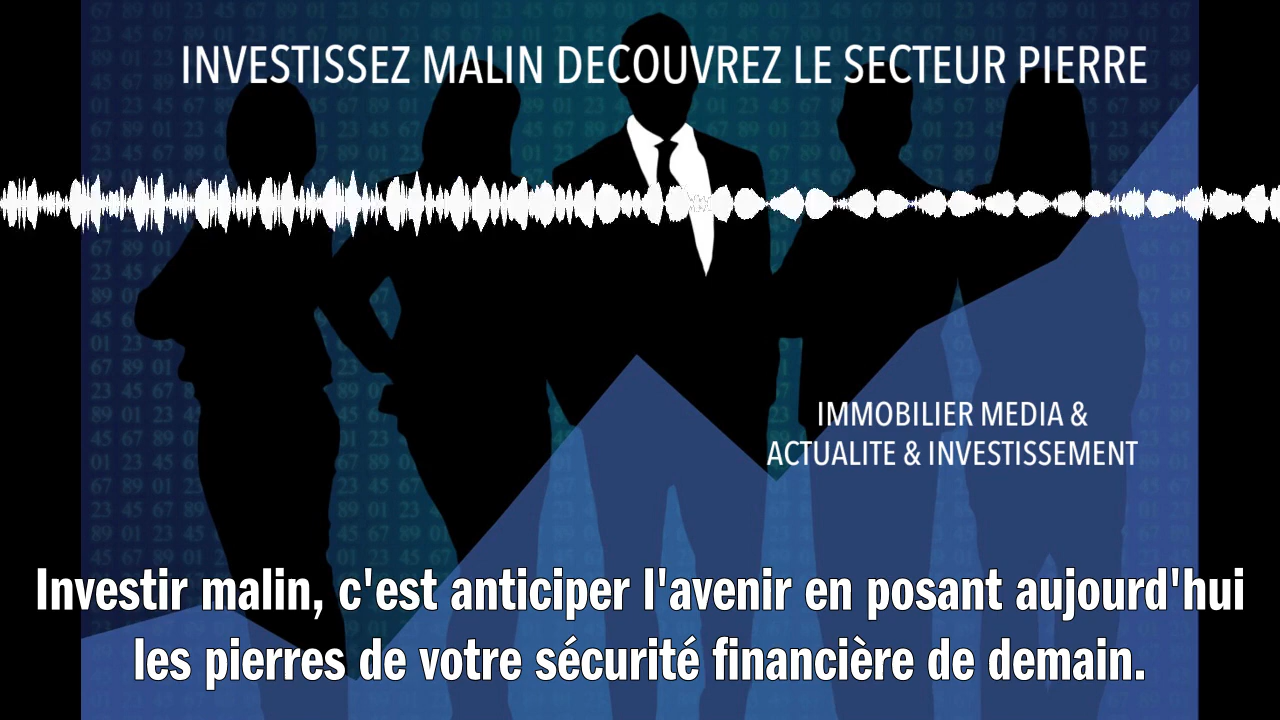 INVESTISSEZ MALIN DECOUVREZ LE SECTEUR PIERRE
IMMOBILIER MEDIA &
ACTUALITE & INVESTISSEMENT
Investir malin, c'est anticiper l'avenir en posant aujourd'hui
les pierres de votre sécurité financière de demain.